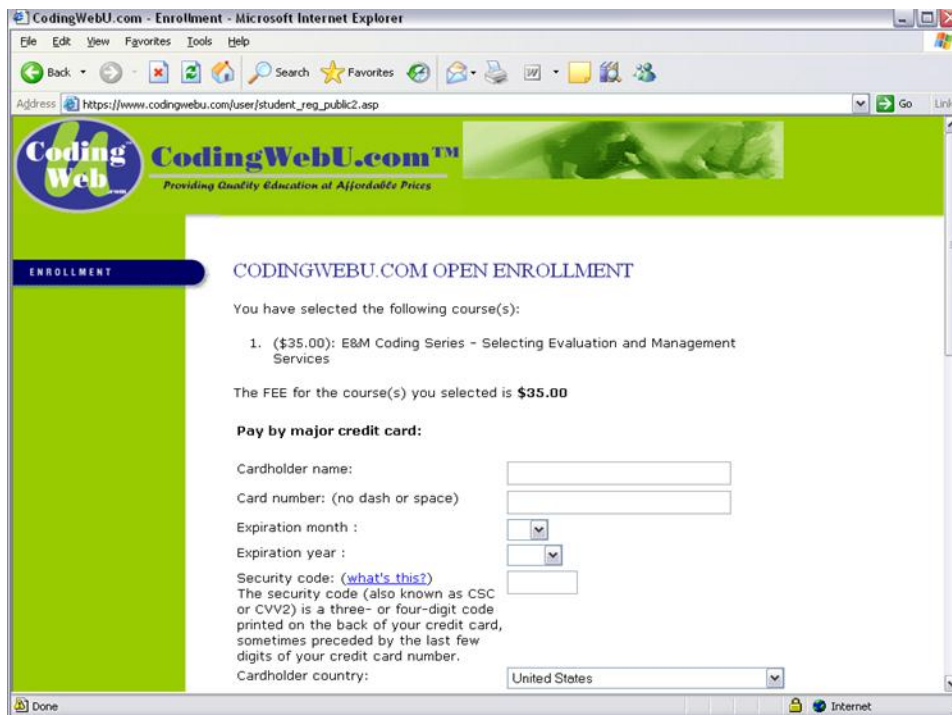 CodingWebU.com - Enrollment - Microsoft Internet Explorer
File Edit View Favorites Tools Help
Back Search Favorites
Address https://www.codingwebu.com/user/student_reg_public2.asp Go Link
Coding
Web
.com
CodingWebU.com™
Providing Quality Education at Affordable Prices
ENROLLMENT
CODINGWEBU.COM OPEN ENROLLMENT
You have selected the following course(s):
1. ($35.00): E&M Coding Series - Selecting Evaluation and Management
Services
The FEE for the course(s) you selected is $35.00
Pay by major credit card:
Cardholder name:
Card number: (no dash or space)
Expiration month :
Expiration year :
Security code: (what's this?)
The security code (also known as CSC
or CVV2) is a three- or four-digit code
printed on the back of your credit card,
sometimes preceded by the last few
digits of your credit card number.
Cardholder country: United States
Done Internet